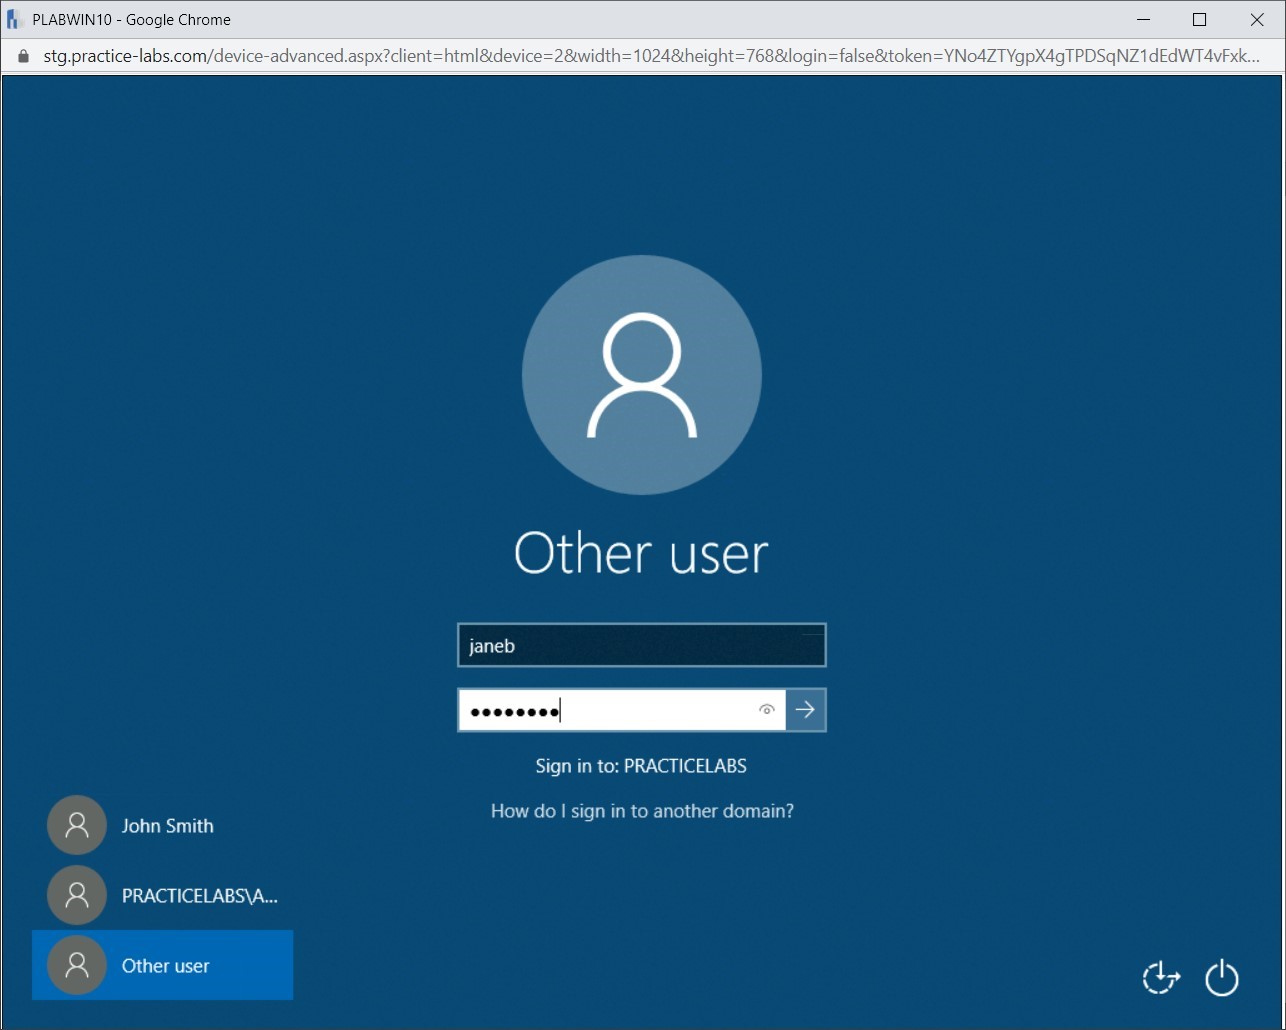 PLABWIN10 - Google Chrome
stg.practice-labs.com/device-advanced.aspx?client=html&device=2&width=1024&height=768&login=false&token=YNo4ZTYgpX4gTPDSqNZ1dEdWT4vFxk...
Other user
janeb
●●●●●●●●
Sign in to: PRACTICELABS
How do I sign in to another domain?
John Smith
PRACTICELABS\A...
Other user